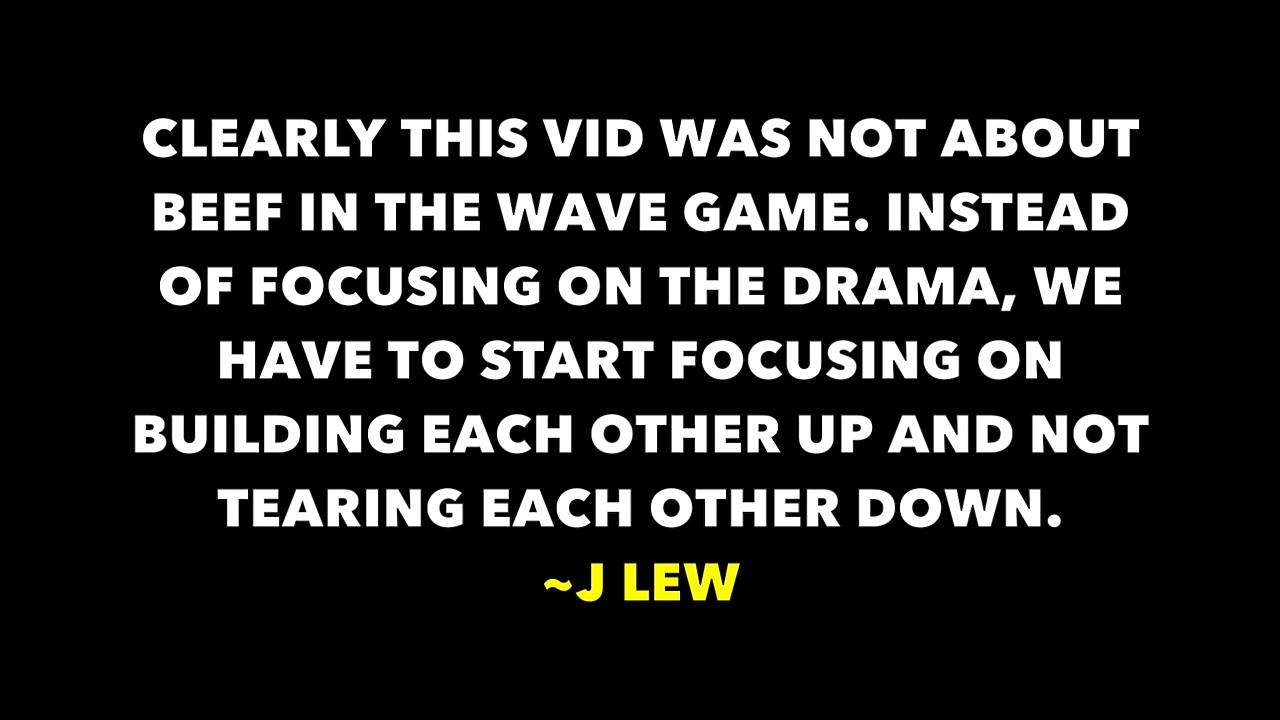 CLEARLY THIS VID WAS NOT ABOUT
BEEF IN THE WAVE GAME. INSTEAD
OF FOCUSING ON THE DRAMA, WE
HAVE TO START FOCUSING ON
BUILDING EACH OTHER UP AND NOT
TEARING EACH OTHER DOWN.
~J LEW